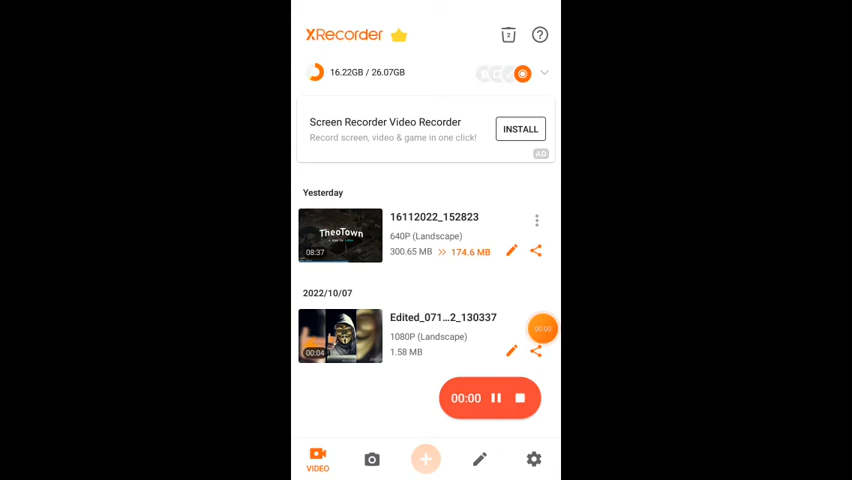 XRecorder
2
16.22GB / 26.07GB
Screen Recorder Video Recorder
Record screen, video & game in one click!
INSTALL
AD
Yesterday
TheoTown
08:37
16112022_152823
640P (Landscape)
300.65 MB >> 174.6 MB
2022/10/07
00:04
Edited_071...2_130337
1080P (Landscape)
1.58 MB
00:00
00:00
VIDEO